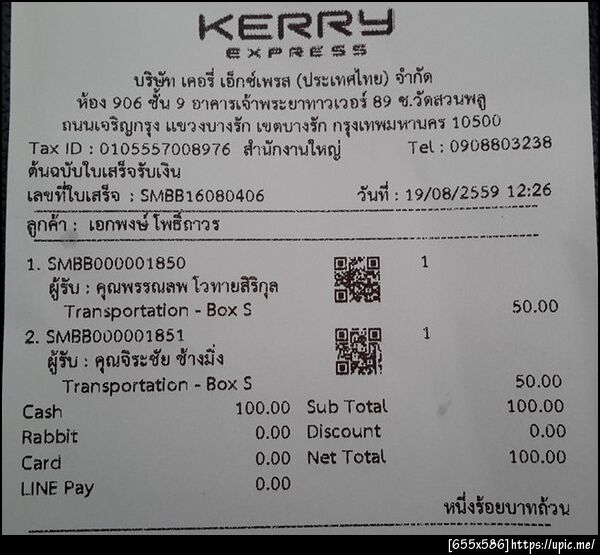 KERRY
EXPRESS
บริษัท เคอรี่ เอ็กซ์เพรส (ประเทศไทย) จำกัด
ห้อง 906 ชั้น 9 อาคารเจ้าพระยาทาวเวอร์ 89 ซ.วัดสวนพลู
ถนนเจริญกรุง แขวงบางรัก เขตบางรัก กรุงเทพมหานคร 10500
Tax ID : 0105557008976 สำนักงานใหญ่ Tel : 0908803238
ต้นฉบับใบเสร็จรับเงิน
เลขที่ใบเสร็จ : SMBB16080406 วันที่ : 19/08/2559 12:26
ลูกค้า : เอกพงษ์ โพธิ์ถาวร
1. SMBB000001850 1
ผู้รับ : คุณพรรณลพ โวทายสิริกุล
Transportation - Box S 50.00
2. SMBB000001851 1
ผู้รับ : คุณจิระชัย ช้างมิ่ง
Transportation - Box S 50.00
Cash 100.00 Sub Total 100.00
Rabbit 0.00 Discount 0.00
Card 0.00 Net Total 100.00
LINE Pay 0.00
หนึ่งร้อยบาทถ้วน
[655x586]https://upic.me/